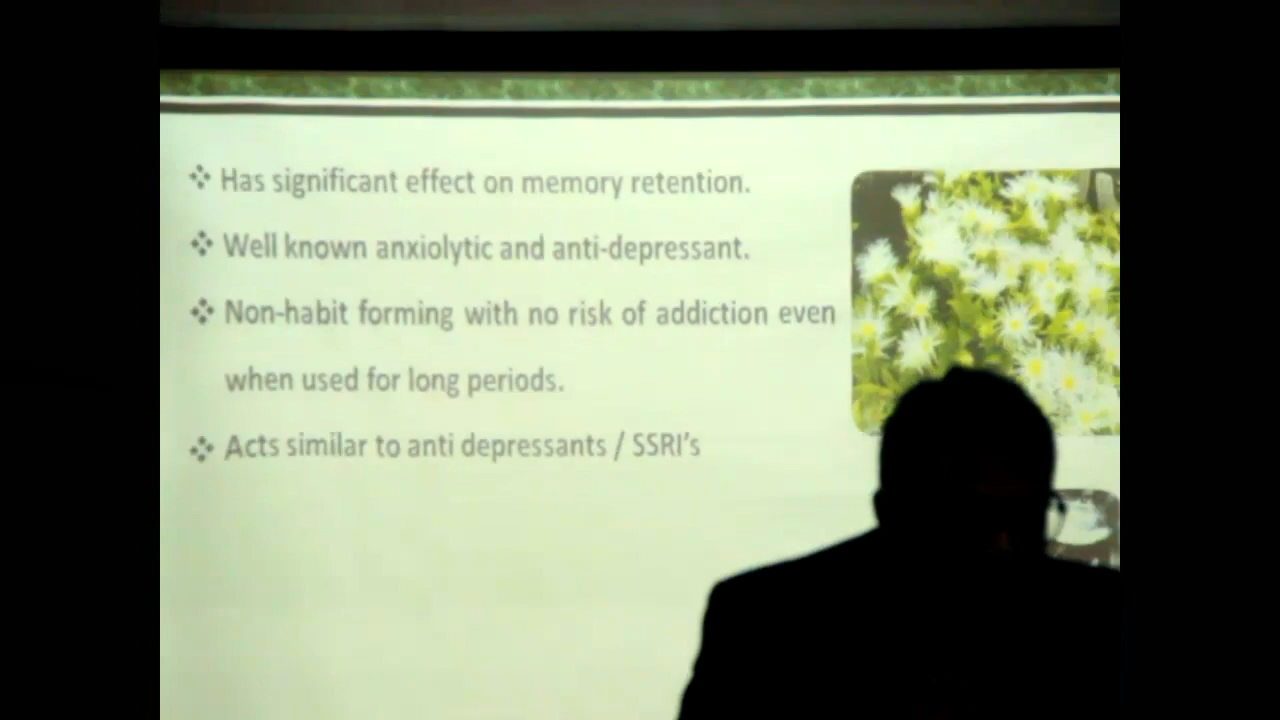 Has significant effect on memory retention.
Well known anxiolytic and anti-depressant.
Non-habit forming with no risk of addiction even
when used for long periods.
Acts similar to anti depressants / SSRI's